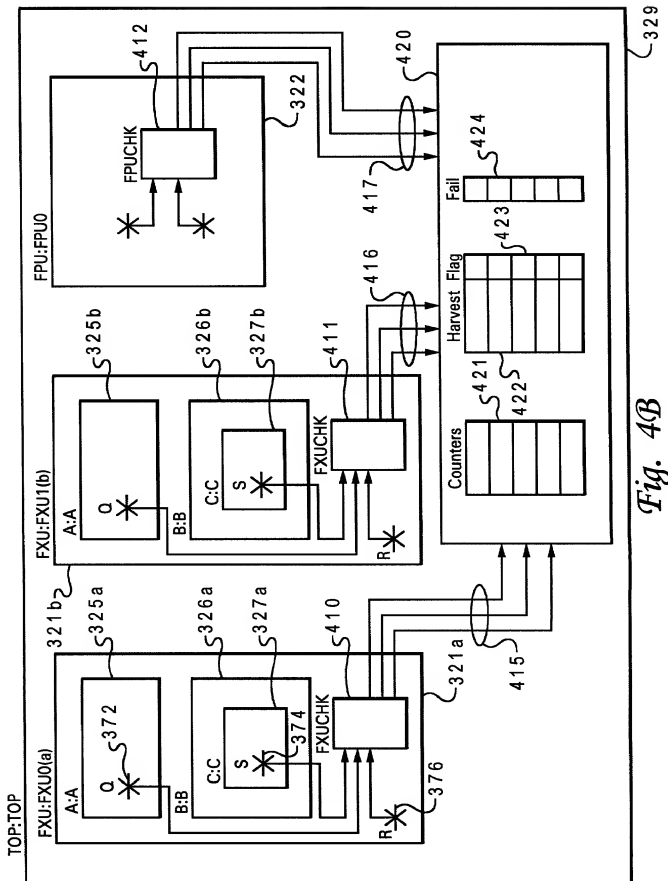 TOP:TOP
FXU:FXU0(a)
A:A
Q
372
325a
B:B
326a
C:C
327a
S
374
FXUCHK
410
R
376
321a
415
321b
FXU:FXU1(b)
A:A
Q
325b
B:B
326b
C:C
327b
S
FXUCHK
411
R
416
FPU:FPU0
FPUCHK
412
322
417
420
Counters
421
Harvest
Flag
422
423
Fail
424
329
Fig. 4B